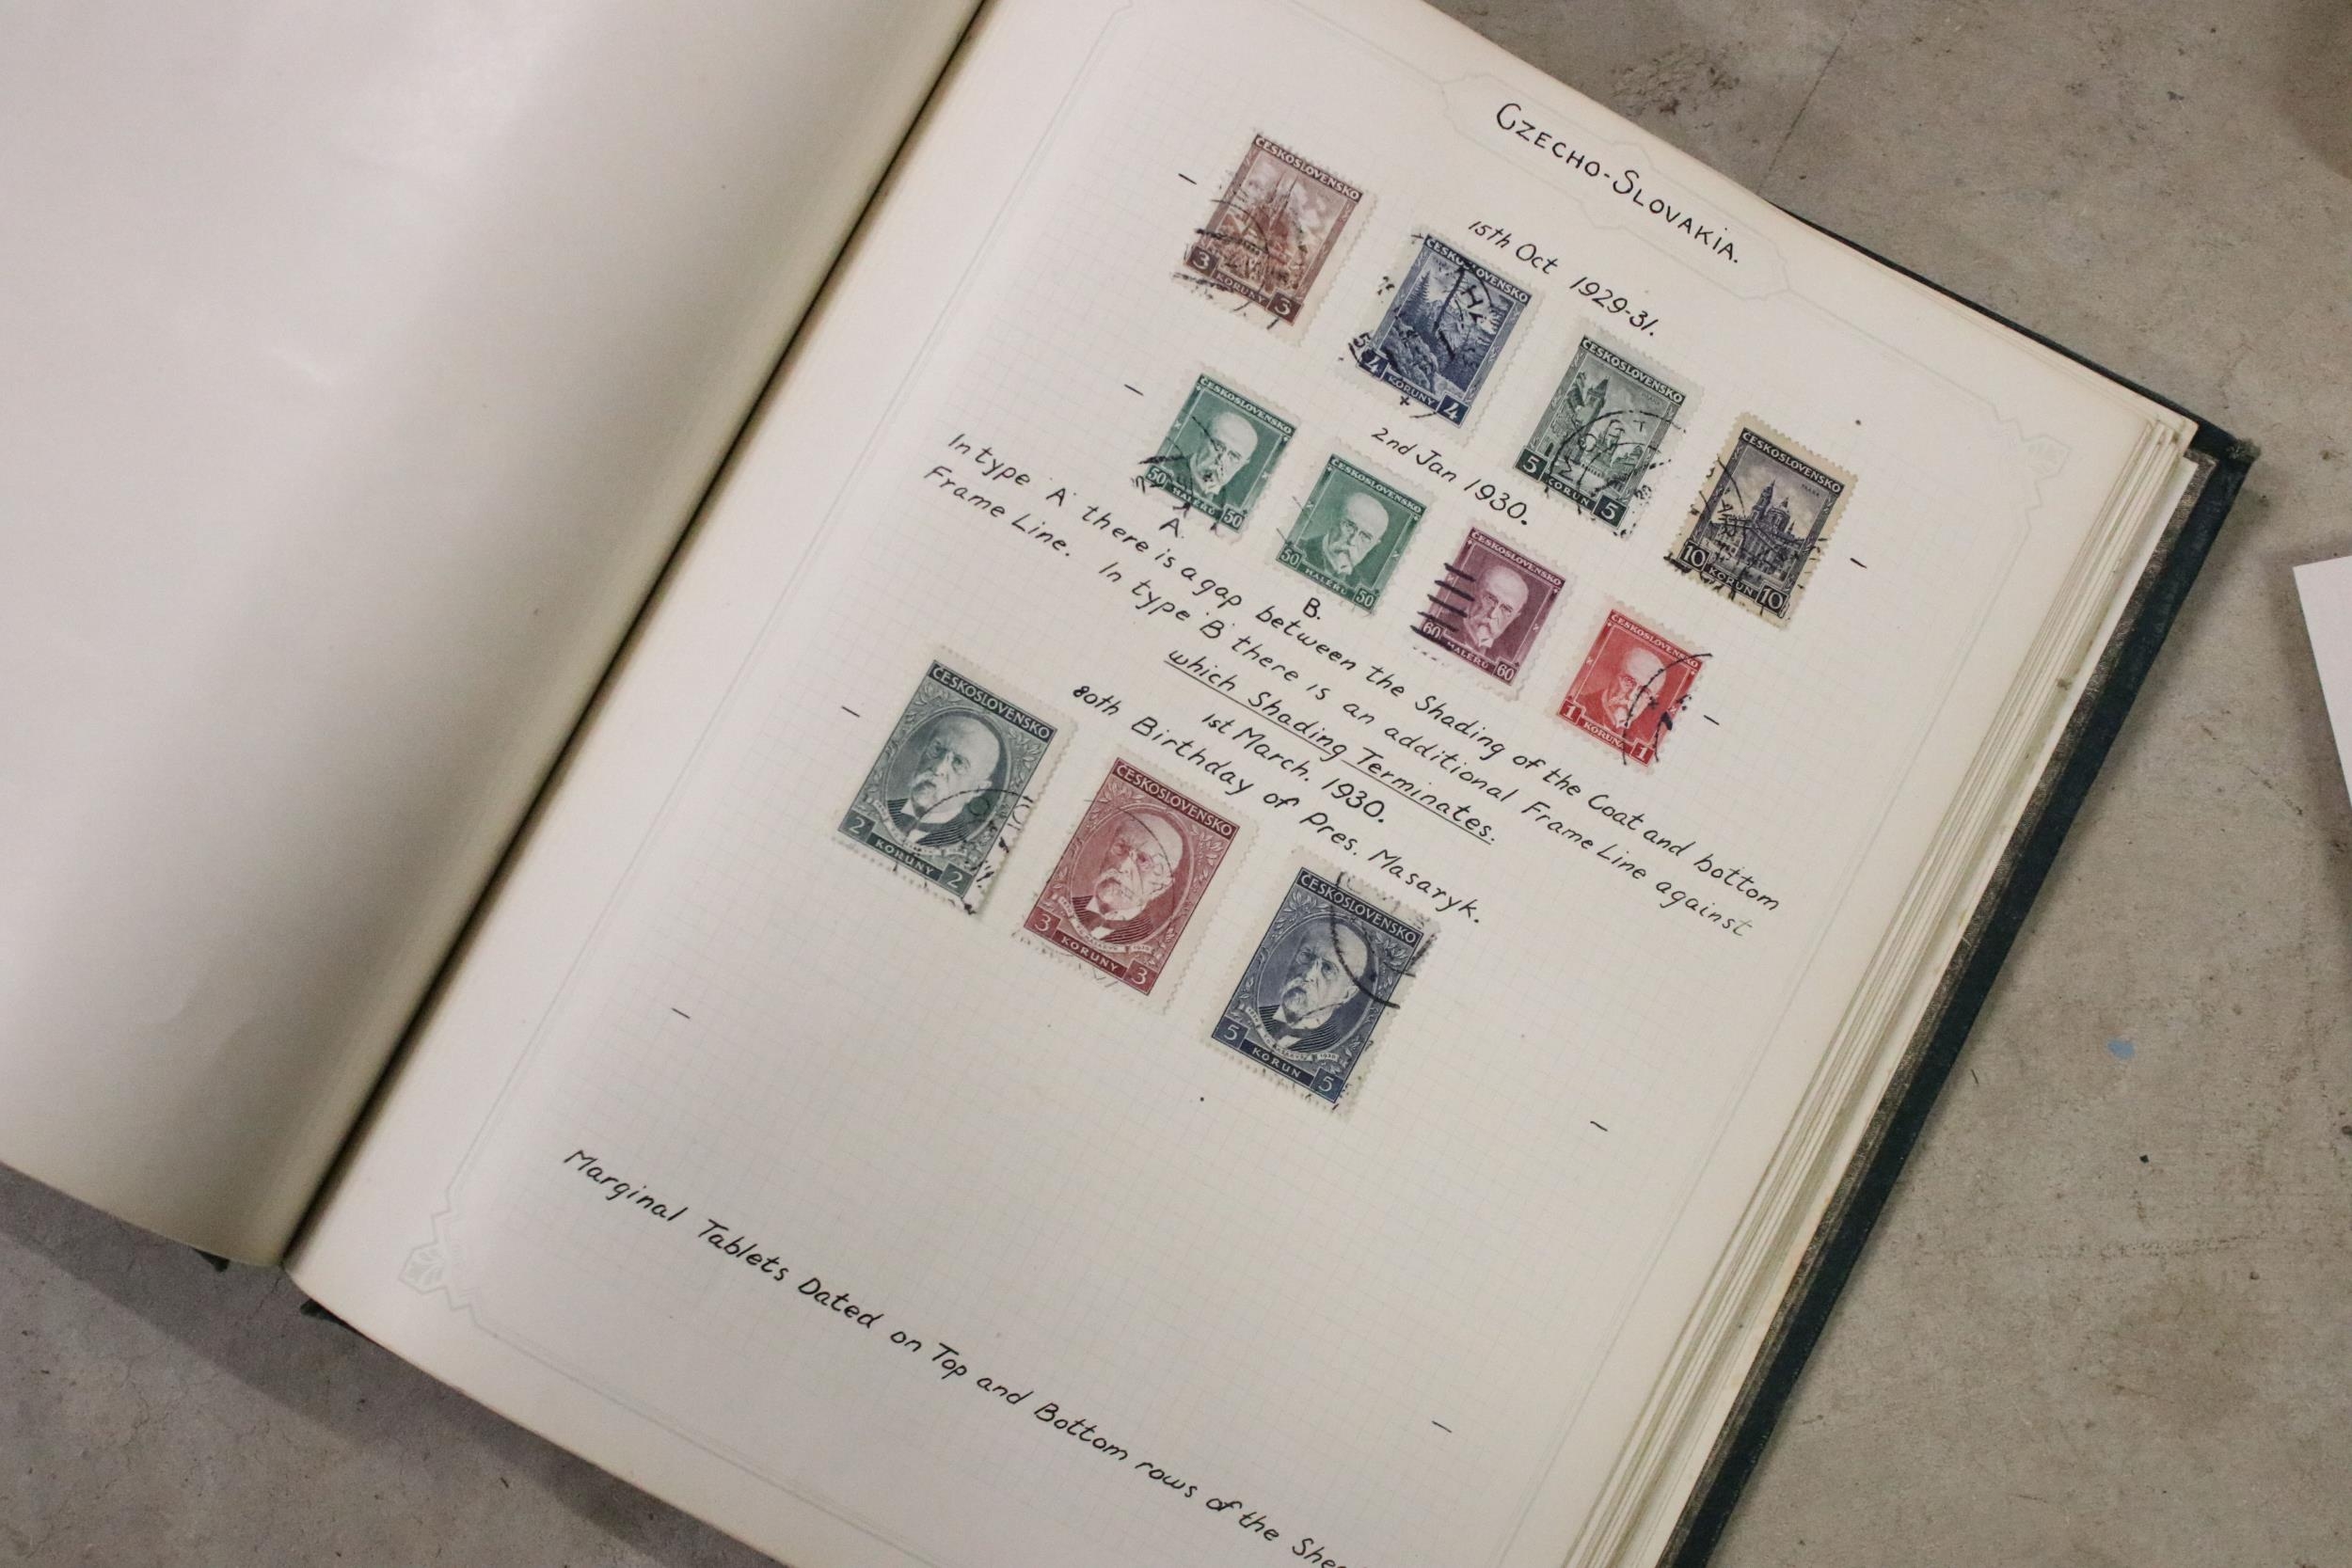 CZECHO-SLOVAKIA.
15th Oct 1929-31.
ČESKOSLOVENSKO
3 KORUNY 3
ČESKOSLOVENSKO
4 KORUNY 4
ČESKOSLOVENSKO
5 KORUN 5
ČESKOSLOVENSKO
PRAHA
10 KORUN 10
2nd Jan 1930.
ČESKOSLOVENSKO
50 HALÉŘŮ 50
ČESKOSLOVENSKO
50 HALÉŘŮ 50
ČESKOSLOVENSKO
60 HALÉŘŮ 60
ČESKOSLOVENSKO
1 KORUNA 1
A.
B.
In type 'A' there is a gap between the Shading of the Coat and bottom
Frame Line. In type 'B' there is an additional Frame Line against
which Shading Terminates.
1st March. 1930.
80th Birthday of Pres. Masaryk.
ČESKOSLOVENSKO
2 KORUNY 2
ČESKOSLOVENSKO
3 KORUNY 3
ČESKOSLOVENSKO
5 KORUN 5
Marginal Tablets Dated on Top and Bottom rows of the